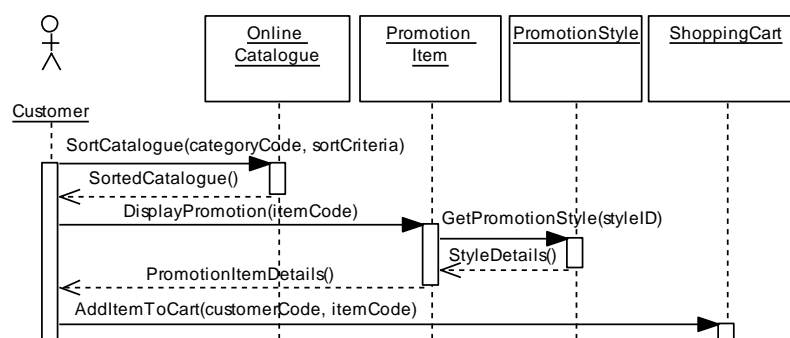 Online
Catalogue
Promotion
Item
PromotionStyle
ShoppingCart
Customer
SortCatalogue(categoryCode, sortCriteria)
SortedCatalogue()
DisplayPromotion(itemCode)
GetPromotionStyle(styleID)
StyleDetails()
PromotionItemDetails()
AddItemToCart(customerCode, itemCode)